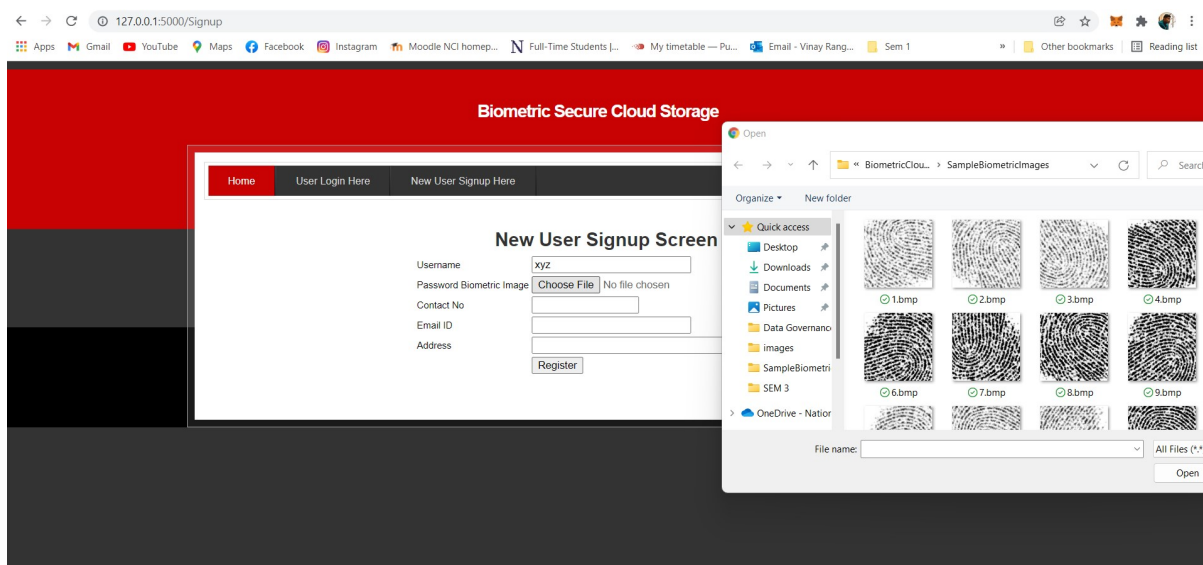 127.0.0.1:5000/Signup
Apps Gmail YouTube Maps Facebook Instagram Moodle NCI homep... Full-Time Students |... My timetable — Pu... Email - Vinay Rang... Sem 1 » Other bookmarks Reading list
Biometric Secure Cloud Storage
Home User Login Here New User Signup Here
New User Signup Screen
Username xyz
Password Biometric Image Choose File No file chosen
Contact No
Email ID
Address
Register
Open
« BiometricClou... › SampleBiometricImages Search
Organize New folder
Quick access
Desktop
Downloads
Documents
Pictures
Data Governanc
images
SampleBiometri
SEM 3
OneDrive - Nation
1.bmp 2.bmp 3.bmp 4.bmp
6.bmp 7.bmp 8.bmp 9.bmp
File name: All Files (*.*
Open